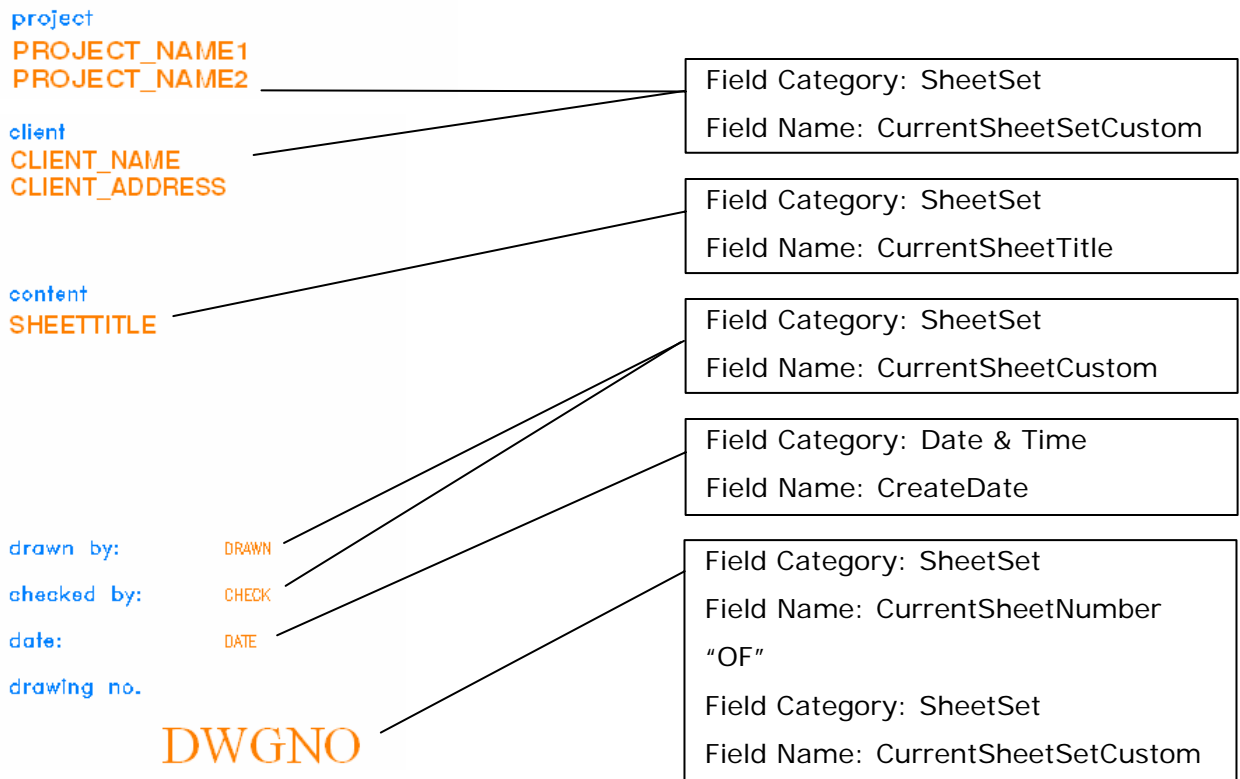 project
PROJECT_NAME1
PROJECT_NAME2
client
CLIENT_NAME
CLIENT_ADDRESS
content
SHEETTITLE
drawn by: DRAWN
checked by: CHECK
date: DATE
drawing no.
DWGNO
Field Category: SheetSet
Field Name: CurrentSheetSetCustom
Field Category: SheetSet
Field Name: CurrentSheetTitle
Field Category: SheetSet
Field Name: CurrentSheetCustom
Field Category: Date & Time
Field Name: CreateDate
Field Category: SheetSet
Field Name: CurrentSheetNumber
“OF”
Field Category: SheetSet
Field Name: CurrentSheetSetCustom